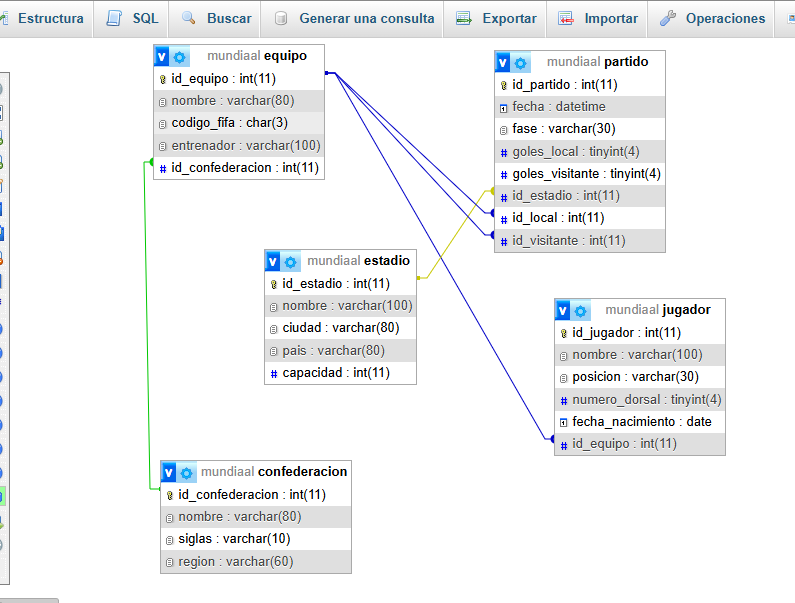 Estructura SQL Buscar Generar una consulta Exportar Importar Operaciones
v mundiaal equipo
id_equipo : int(11)
nombre : varchar(80)
codigo_fifa : char(3)
entrenador : varchar(100)
# id_confederacion : int(11)
v mundiaal partido
id_partido : int(11)
fecha : datetime
fase : varchar(30)
# goles_local : tinyint(4)
# goles_visitante : tinyint(4)
# id_estadio : int(11)
# id_local : int(11)
# id_visitante : int(11)
v mundiaal estadio
id_estadio : int(11)
nombre : varchar(100)
ciudad : varchar(80)
pais : varchar(80)
# capacidad : int(11)
v mundiaal jugador
id_jugador : int(11)
nombre : varchar(100)
posicion : varchar(30)
# numero_dorsal : tinyint(4)
fecha_nacimiento : date
# id_equipo : int(11)
v mundiaal confederacion
id_confederacion : int(11)
nombre : varchar(80)
siglas : varchar(10)
region : varchar(60)